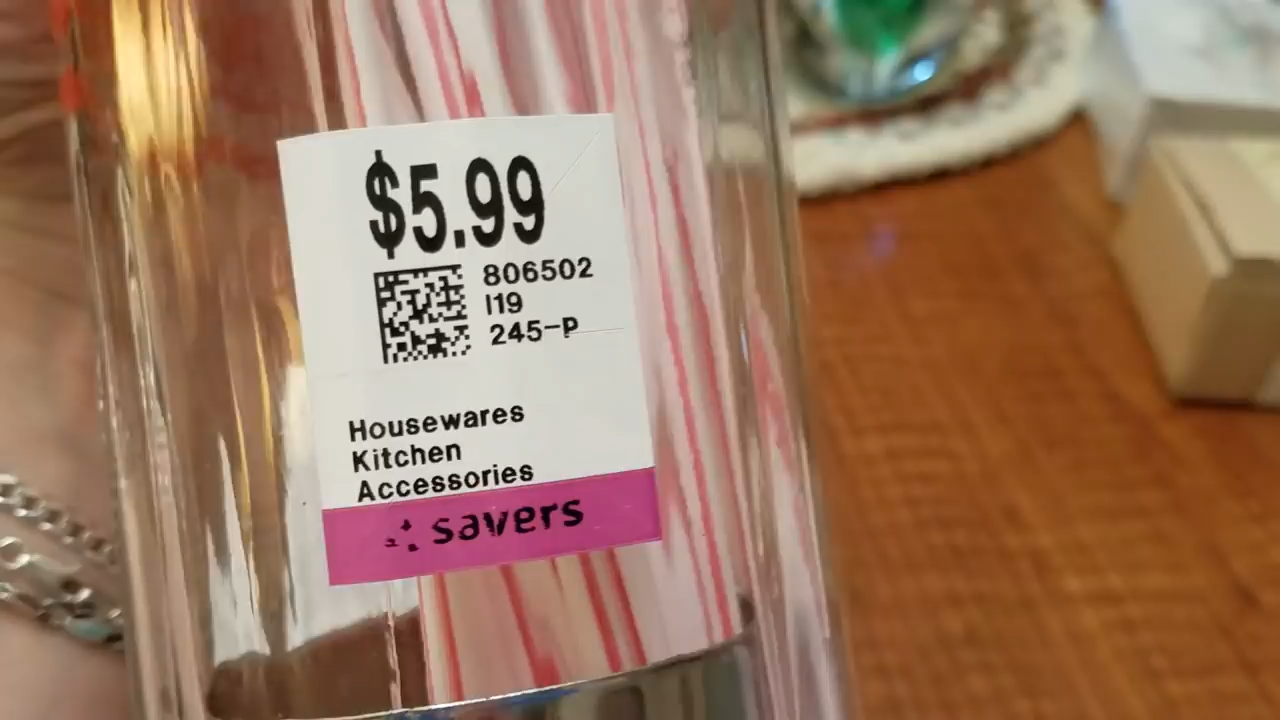 $5.99
806502
I19
245-P
Housewares
Kitchen
Accessories
savers